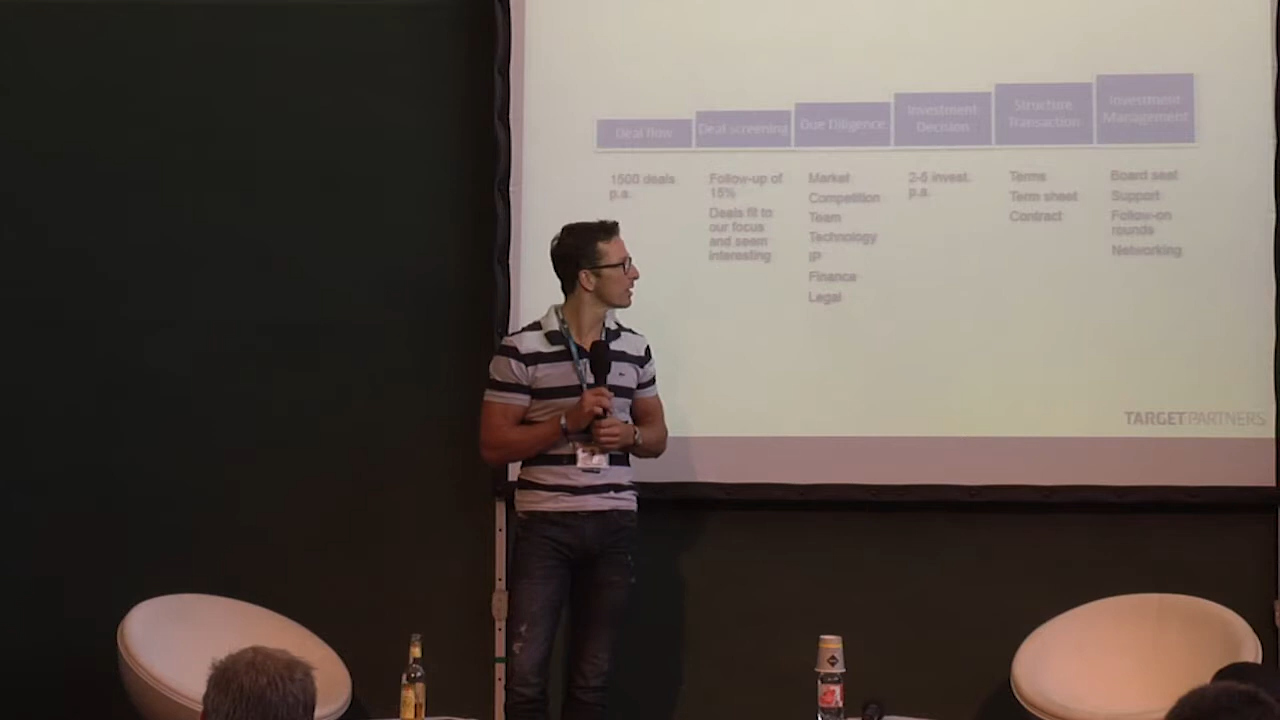 Deal flow
Deal screening
Due Diligence
Investment
Decision
Structure
Transaction
Investment
Management
1500 deals
p.a.
Follow-up of
15%
Deals fit to
our focus
and seem
interesting
Market
Competition
Team
Technology
IP
Finance
Legal
2-5 invest.
p.a.
Terms
Term sheet
Contract
Board seat
Support
Follow-on
rounds
Networking
TARGETPARTNERS